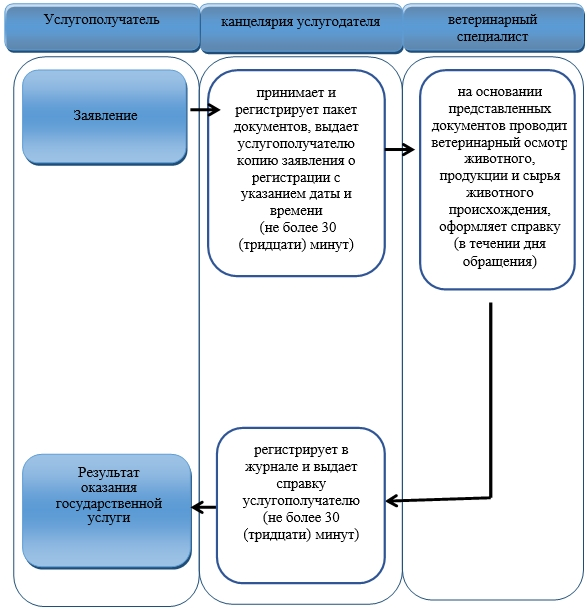 Услугополучатель
канцелярия услугодателя
ветеринарный
специалист
Заявление
принимает и
регистрирует пакет
документов, выдает
услугополучателю
копию заявления о
регистрации с
указанием даты и
времени
(не более 30
(тридцати) минут)
на основании
представленных
документов проводит
ветеринарный осмотр
животного,
продукции и сырья
животного
происхождения,
оформляет справку
(в течении дня
обращения)
регистрирует в
журнале и выдает
справку
услугополучателю
(не более 30
(тридцати) минут)
Результат
оказания
государственной
услуги